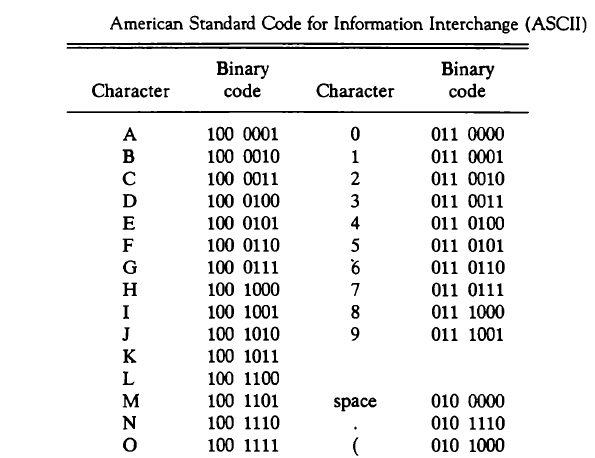 American Standard Code for Information Interchange (ASCII)
Binary Binary
Character code Character code
A 100 0001 0 011 0000
B 100 0010 1 011 0001
C 100 0011 2 011 0010
D 100 0100 3 011 0011
E 100 0101 4 011 0100
F 100 0110 5 011 0101
G 100 0111 6 011 0110
H 100 1000 7 011 0111
I 100 1001 8 011 1000
J 100 1010 9 011 1001
K 100 1011
L 100 1100
M 100 1101 space 010 0000
N 100 1110 . 010 1110
O 100 1111 ( 010 1000